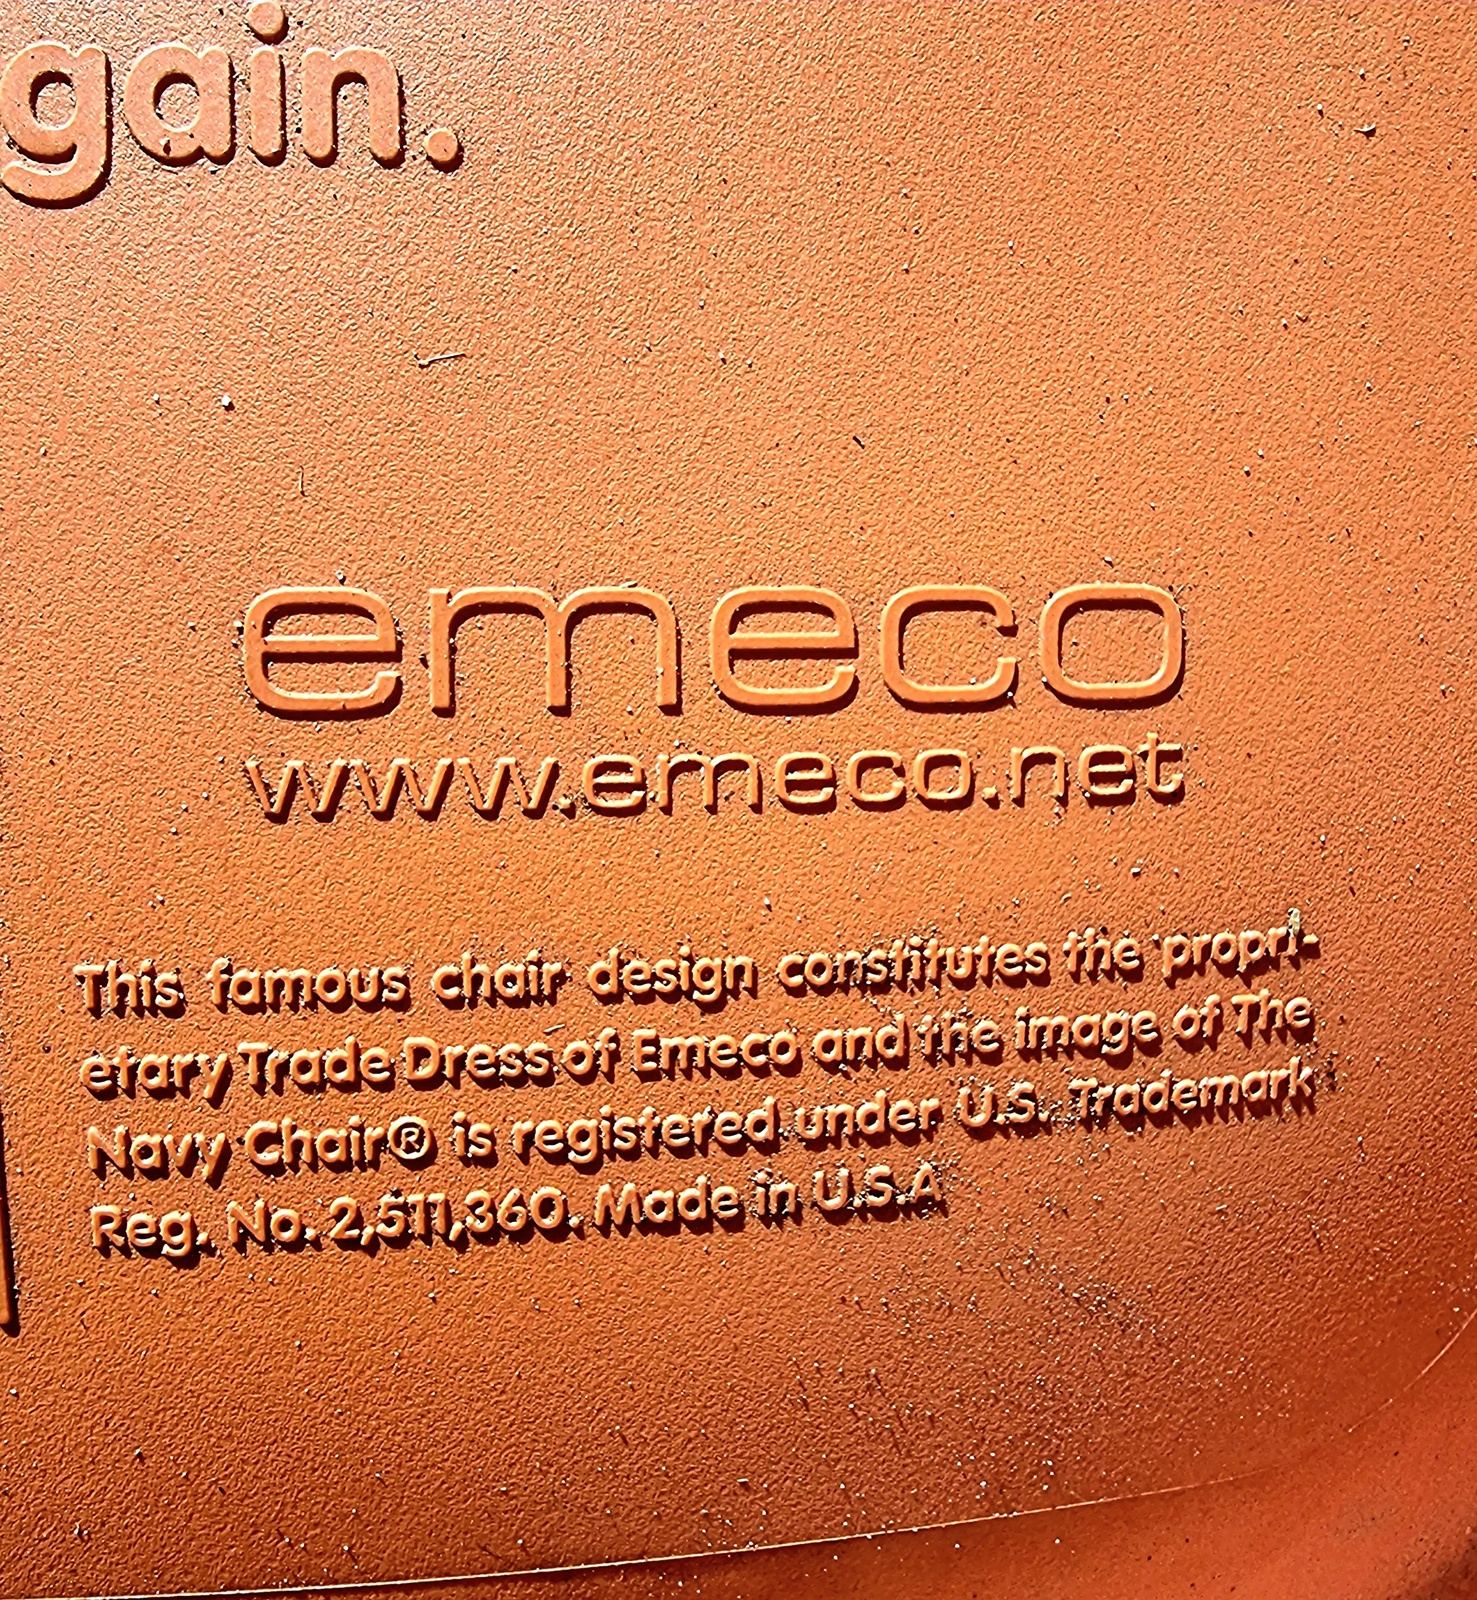 gain.
emeco
www.emeco.net
This famous chair design constitutes the propri-
etary Trade Dress of Emeco and the image of The
Navy Chair® is registered under U.S. Trademark
Reg. No. 2,511,360. Made in U.S.A